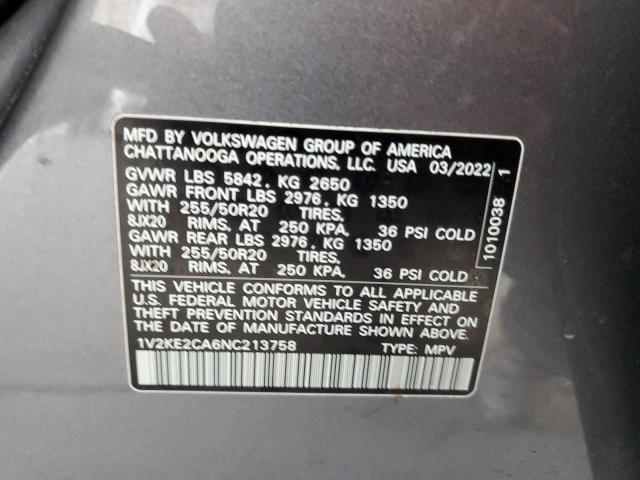 MFD BY VOLKSWAGEN GROUP OF AMERICA
CHATTANOOGA OPERATIONS, LLC. USA 03/2022
GVWR LBS 5842, KG 2650
GAWR FRONT LBS 2976, KG 1350
WITH 255/50R20 TIRES,
8JX20 RIMS, AT 250 KPA, 36 PSI COLD
GAWR REAR LBS 2976, KG 1350
WITH 255/50R20 TIRES,
8JX20 RIMS, AT 250 KPA, 36 PSI COLD
THIS VEHICLE CONFORMS TO ALL APPLICABLE
U.S. FEDERAL MOTOR VEHICLE SAFETY AND
THEFT PREVENTION STANDARDS IN EFFECT ON
THE DATE OF MANUFACTURE SHOWN ABOVE.
1V2KE2CA6NC213758 TYPE: MPV
1010038 1